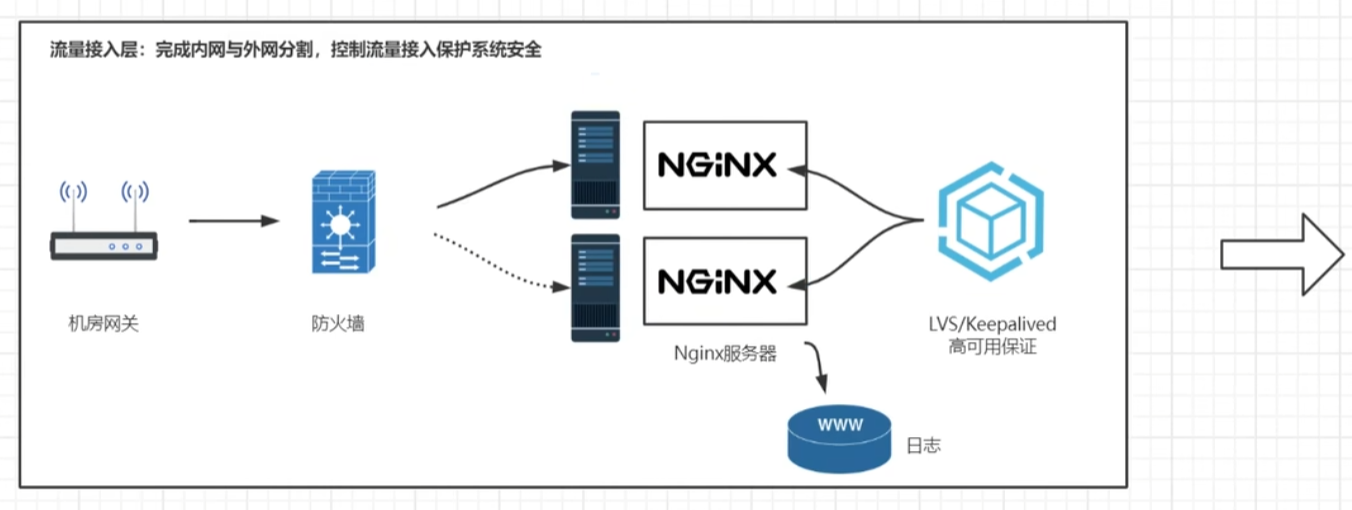 流量接入层：完成内网与外网分割，控制流量接入保护系统安全
NGiNX
NGiNX
机房网关
防火墙
Nginx服务器
LVS/Keepalived
高可用保证
WWW
日志